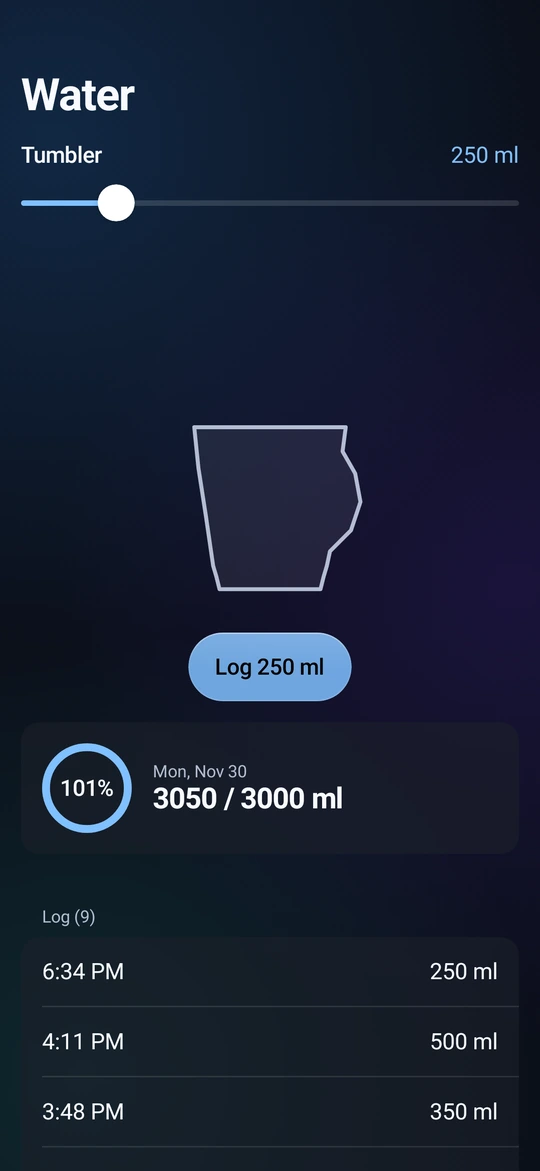 Water
Tumbler 250 ml
Log 250 ml
101%
Mon, Nov 30
3050 / 3000 ml
Log (9)
6:34 PM 250 ml
4:11 PM 500 ml
3:48 PM 350 ml